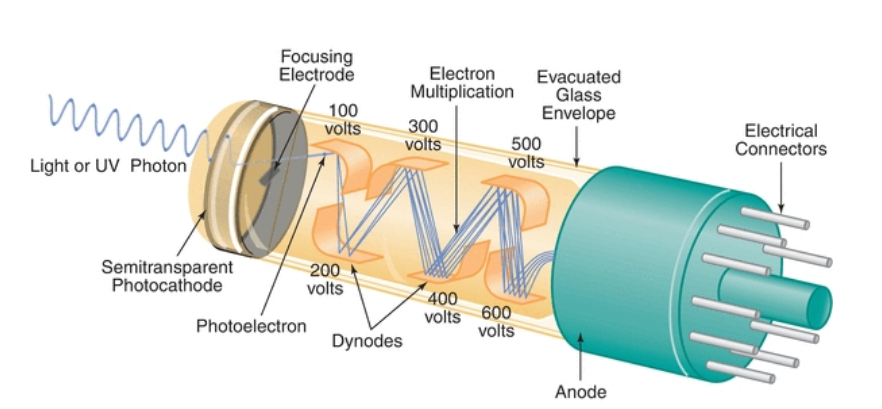 Focusing
Electrode
Electron
Multiplication
Evacuated
Glass
Envelope
100
volts
300
volts
500
volts
Electrical
Connectors
Light or UV Photon
Semitransparent
Photocathode
200
volts
400
volts
600
volts
Photoelectron
Dynodes
Anode